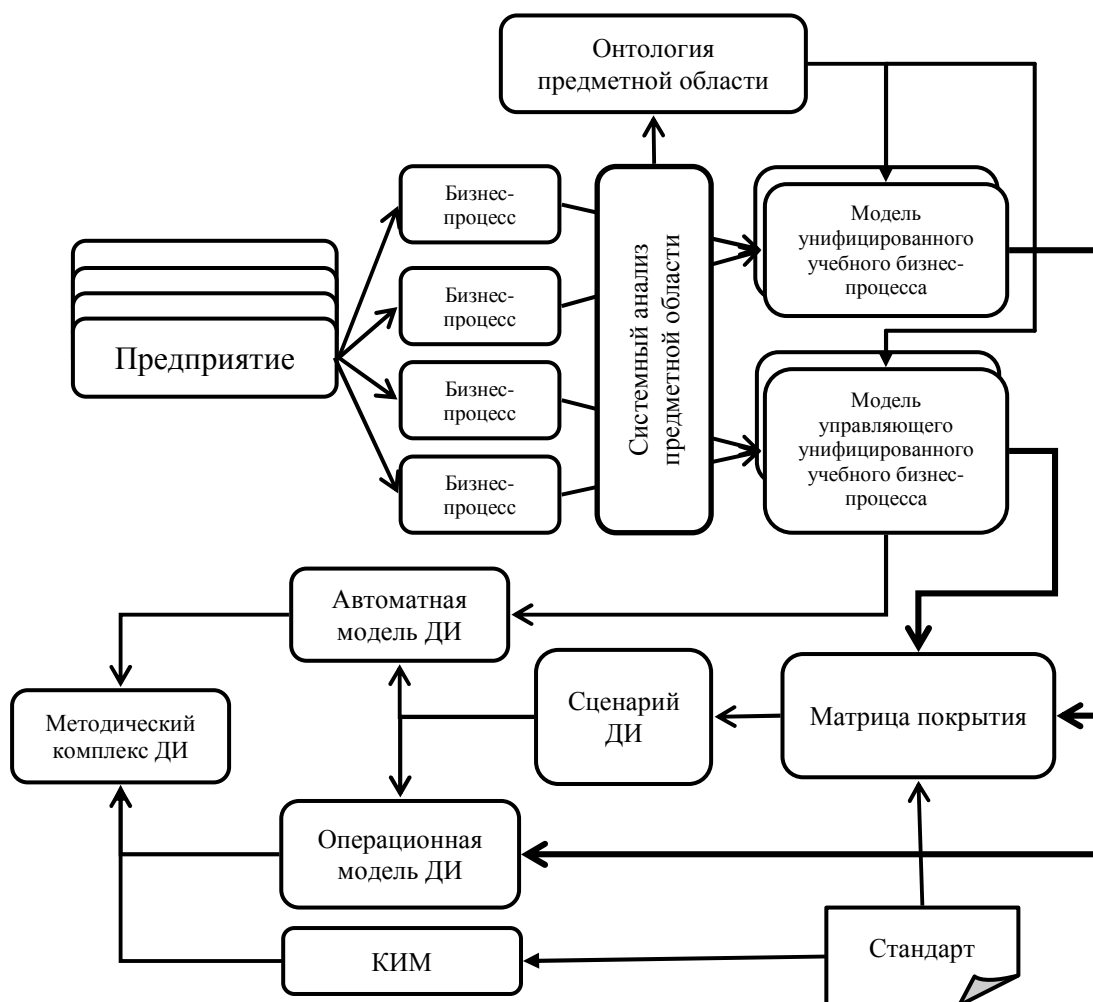 Онтология
предметной области
Бизнес-
процесс
Бизнес-
процесс
Бизнес-
процесс
Бизнес-
процесс
Предприятие
Системный анализ
предметной области
Модель
унифицированного
учебного бизнес-
процесса
Модель
управляющего
унифицированного
учебного бизнес-
процесса
Автоматная
модель ДИ
Сценарий
ДИ
Матрица покрытия
Методический
комплекс ДИ
Операционная
модель ДИ
КИМ
Стандарт